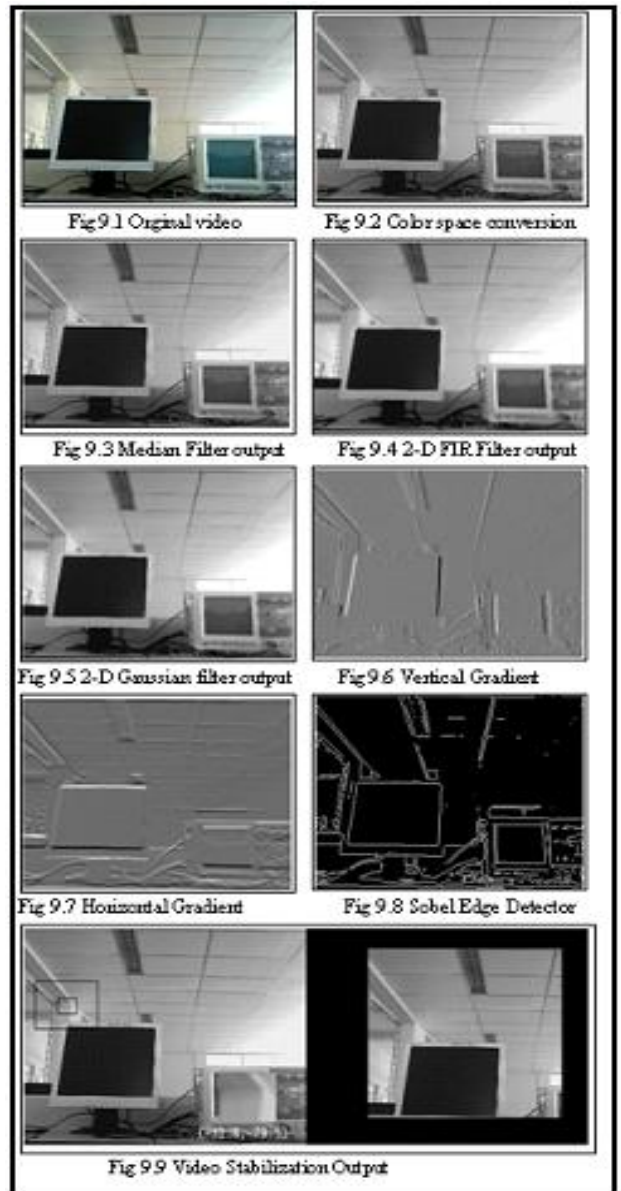 Fig 9.1 Orginal video
Fig 9.2 Color space conversion
Fig 9.3 Median Filter output
Fig 9.4 2-D FIR Filter output
Fig 9.5 2-D Gaussian filter output
Fig 9.6 Vertical Gradient
Fig 9.7 Horizontal Gradient
Fig 9.8 Sobel Edge Detector
Fig 9.9 Video Stabilization Output